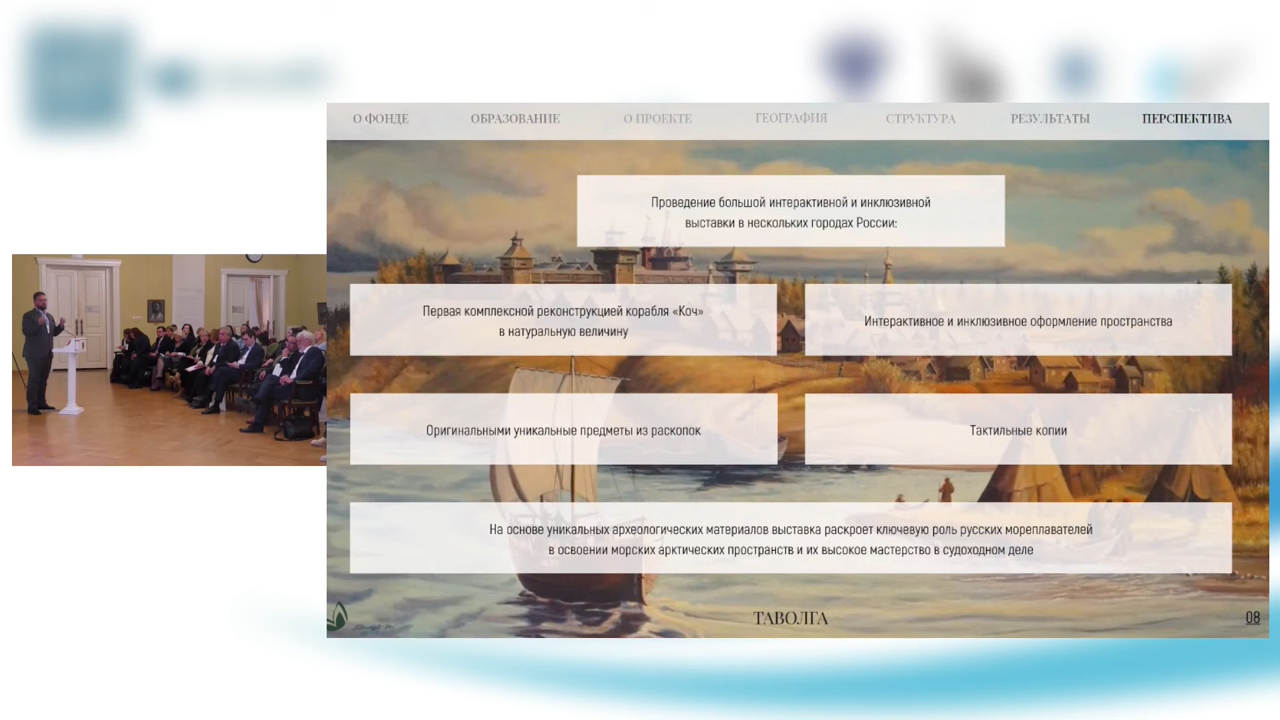 О ФОНДЕ ОБРАЗОВАНИЕ О ПРОЕКТЕ ГЕОГРАФИЯ СТРУКТУРА РЕЗУЛЬТАТЫ ПЕРСПЕКТИВА
Проведение большой интерактивной и инклюзивной
выставки в нескольких городах России:
Первая комплексной реконструкцией корабля «Коч»
в натуральную величину
Интерактивное и инклюзивное оформление пространства
Оригинальными уникальные предметы из раскопок
Тактильные копии
На основе уникальных археологических материалов выставка раскроет ключевую роль русских мореплавателей
в освоении морских арктических пространств и их высокое мастерство в судоходном деле
ТАВОЛГА
08